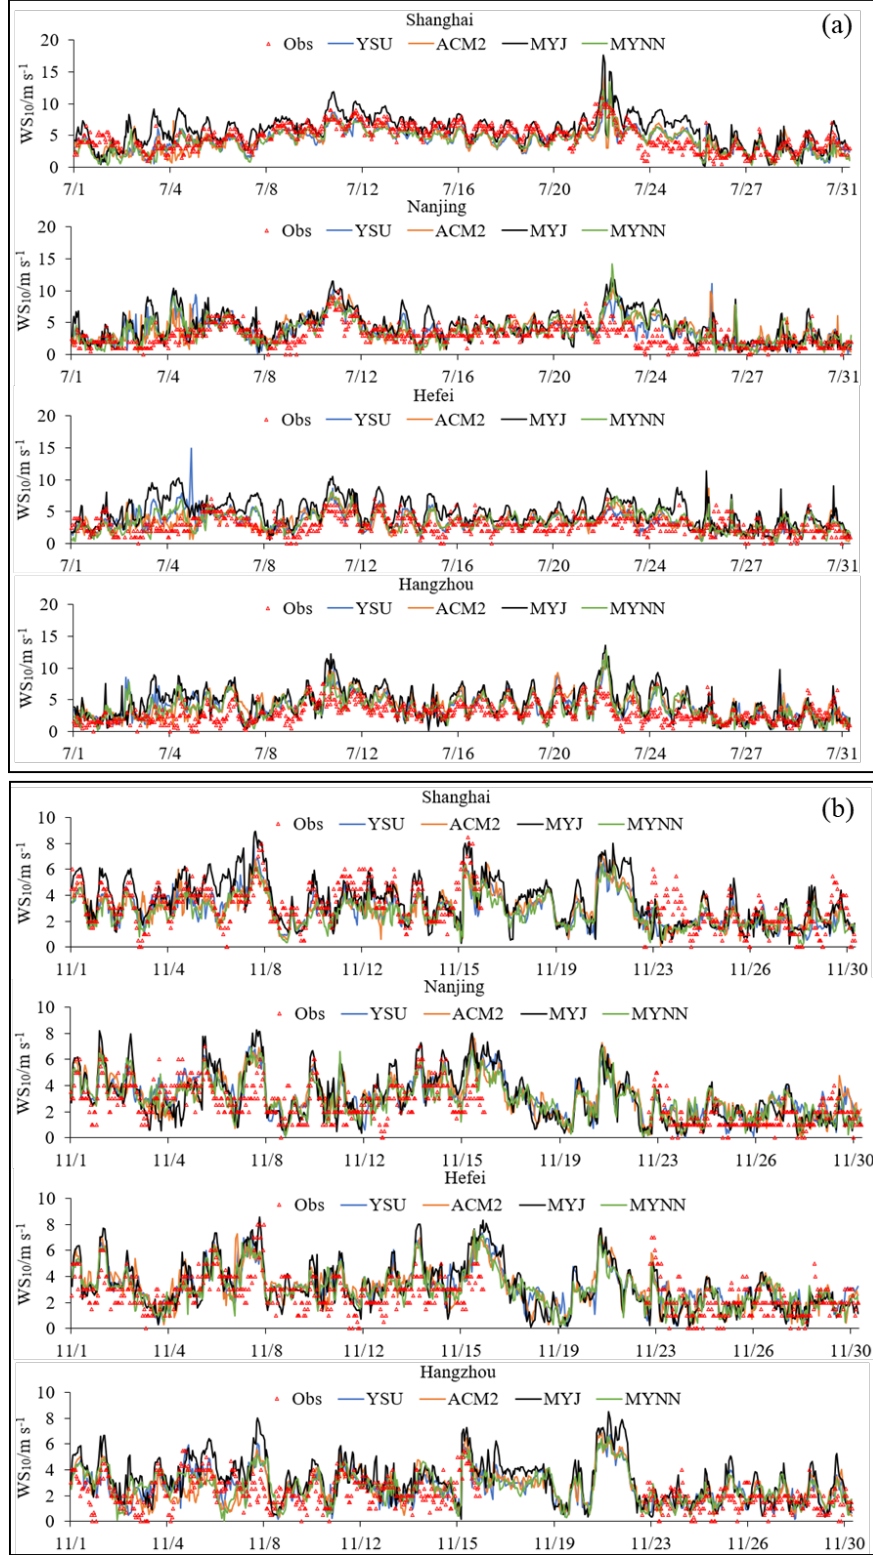 Shanghai
(a)
Obs YSU ACM2 MYJ MYNN
WS10/m s-1
20
15
10
5
0
7/1 7/4 7/8 7/12 7/16 7/20 7/24 7/27 7/31
Nanjing
Obs YSU ACM2 MYJ MYNN
WS10/m s-1
20
15
10
5
0
7/1 7/4 7/8 7/12 7/16 7/20 7/24 7/27 7/31
Hefei
Obs YSU ACM2 MYJ MYNN
WS10/m s-1
20
15
10
5
0
7/1 7/4 7/8 7/12 7/16 7/20 7/24 7/27 7/31
Hangzhou
Obs YSU ACM2 MYJ MYNN
WS10/m s-1
20
15
10
5
0
7/1 7/4 7/8 7/12 7/16 7/20 7/24 7/27 7/31
Shanghai
(b)
Obs YSU ACM2 MYJ MYNN
WS10/m s-1
10
8
6
4
2
0
11/1 11/4 11/8 11/12 11/15 11/19 11/23 11/26 11/30
Nanjing
Obs YSU ACM2 MYJ MYNN
WS10/m s-1
10
8
6
4
2
0
11/1 11/4 11/8 11/12 11/15 11/19 11/23 11/26 11/30
Hefei
Obs YSU ACM2 MYJ MYNN
WS10/m s-1
10
8
6
4
2
0
11/1 11/4 11/8 11/12 11/15 11/19 11/23 11/26 11/30
Hangzhou
Obs YSU ACM2 MYJ MYNN
WS10/m s-1
10
8
6
4
2
0
11/1 11/4 11/8 11/12 11/15 11/19 11/23 11/26 11/30